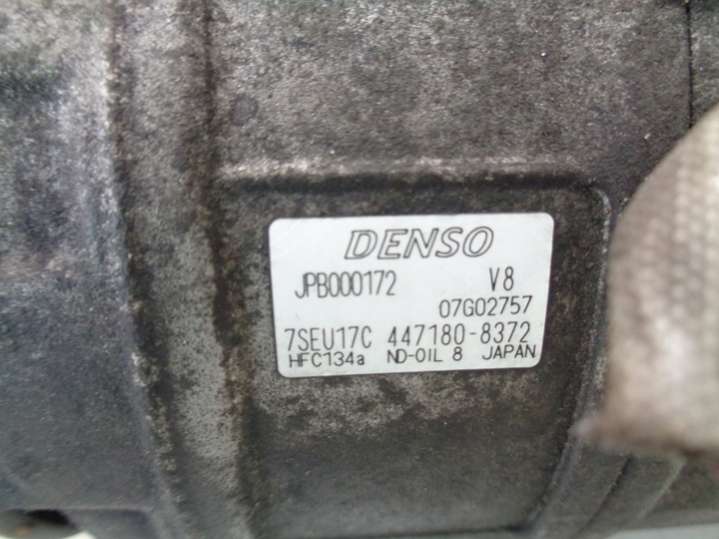 DENSO
JPB000172 V8
07G02757
7SEU17C 447180-8372
HFC134a ND-OIL 8 JAPAN